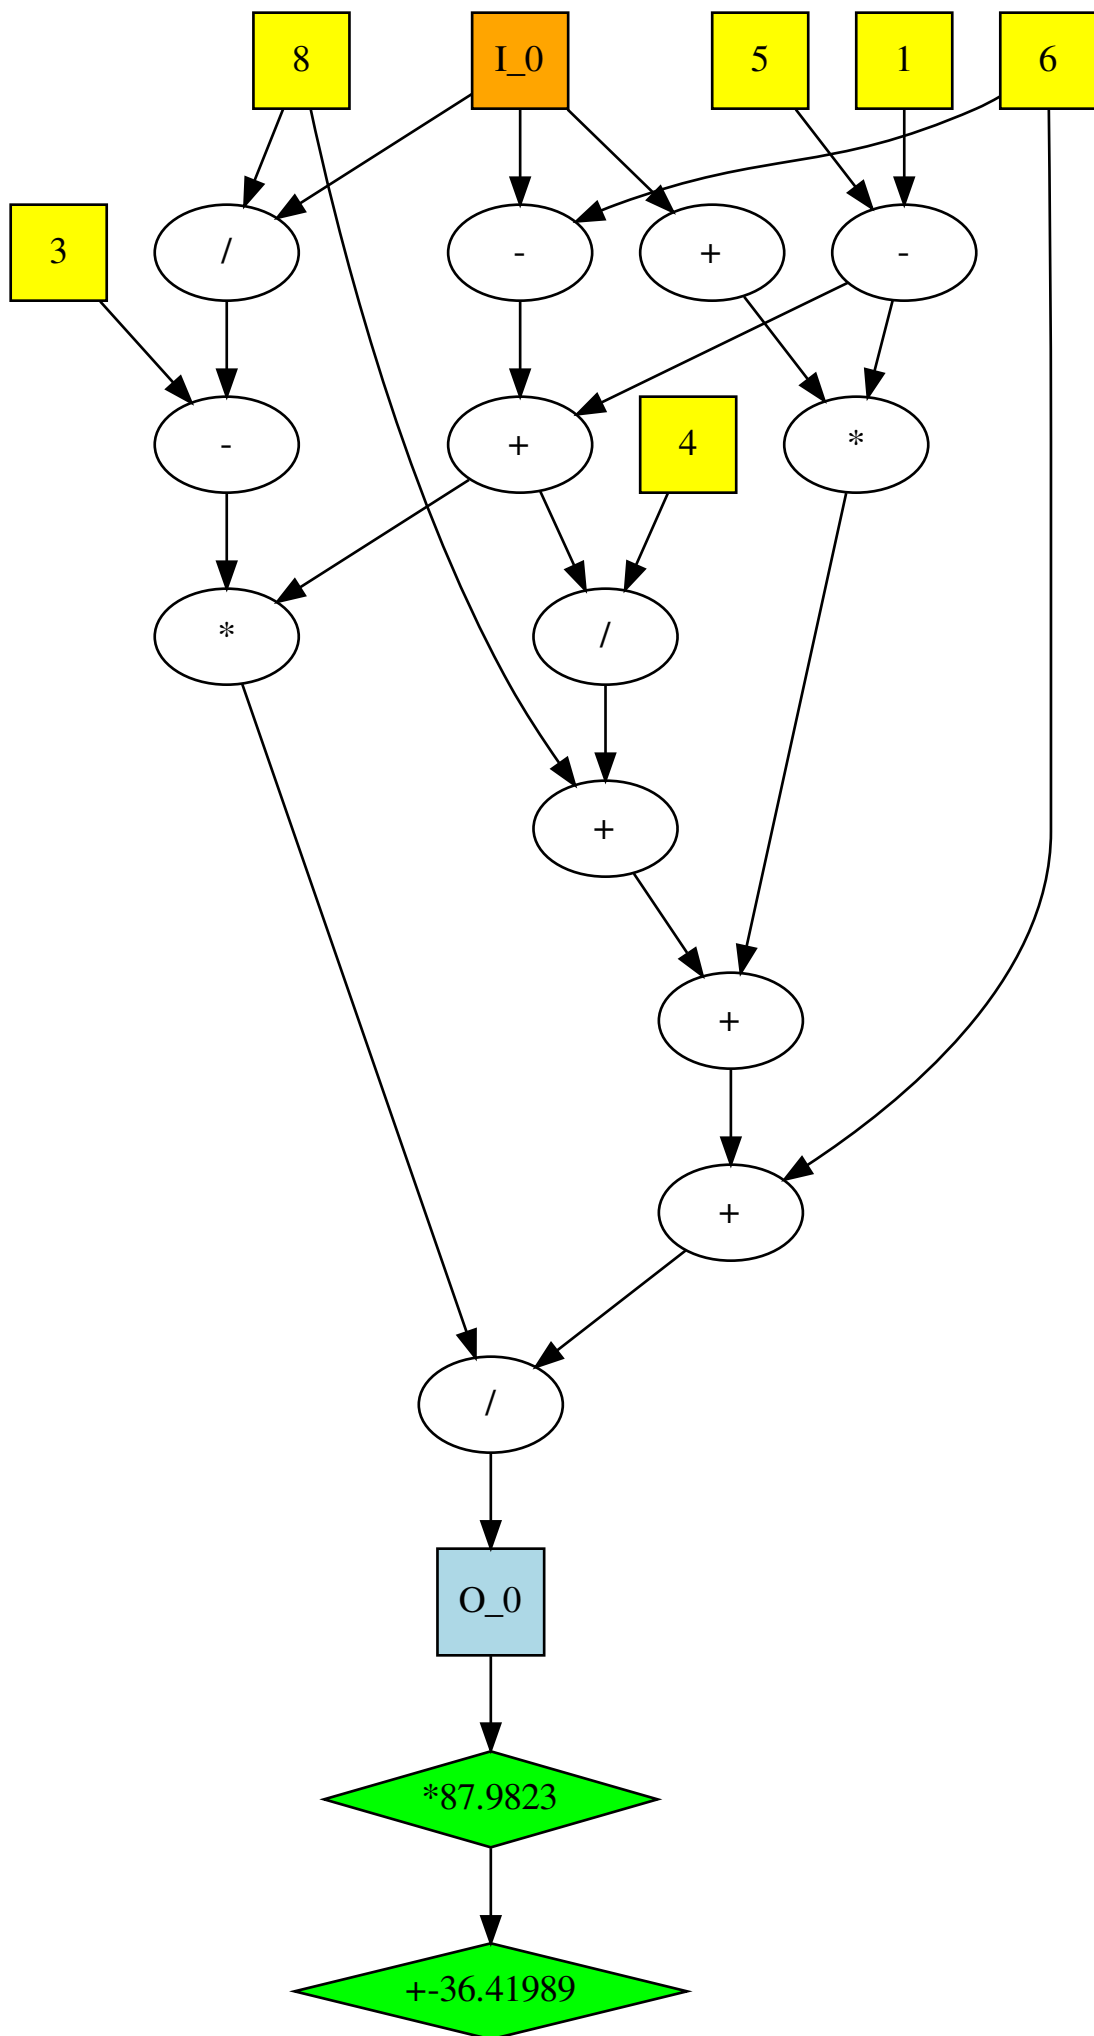 8 I_0 5 1 6
3 / - + -
- + 4 *
* /
+
+
+
/
O_0
*87.9823
+-36.41989